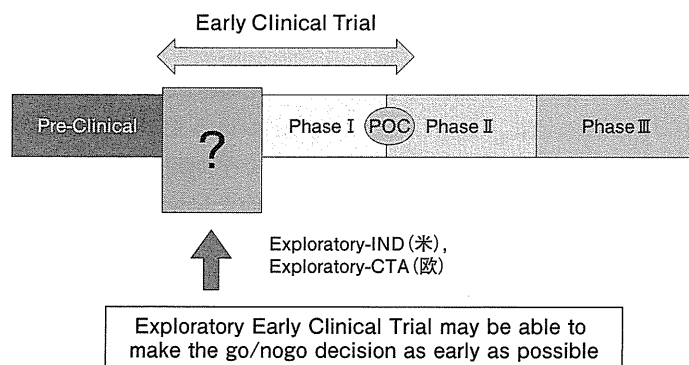 Early Clinical Trial
Pre-Clinical
?
Phase Ⅰ
POC
Phase Ⅱ
Phase Ⅲ
Exploratory-IND(米),
Exploratory-CTA(欧)
Exploratory Early Clinical Trial may be able to
make the go/nogo decision as early as possible